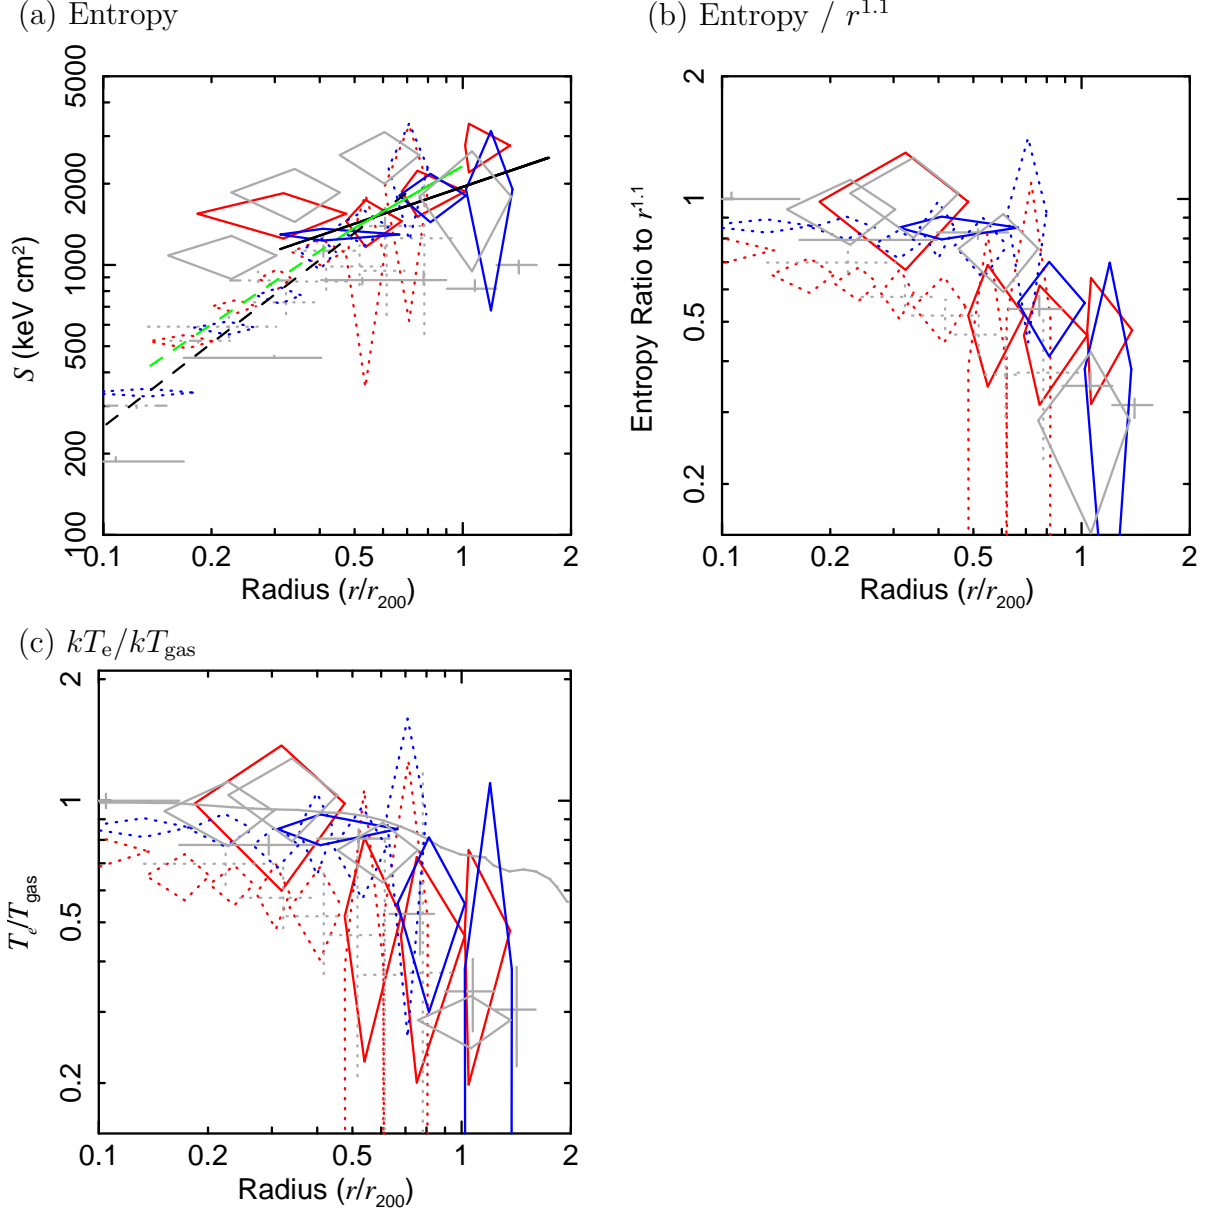 (a) Entropy
(b) Entropy / r^1.1
5000
2000
1000
500
200
100
S (keV cm²)
0.1 0.2 0.5 1 2
Radius (r/r₂₀₀)
2
1
0.5
0.2
Entropy Ratio to r^1.1
0.1 0.2 0.5 1 2
Radius (r/r₂₀₀)
(c) kTₑ/kT_gas
2
1
0.5
0.2
Tₑ/T_gas
0.1 0.2 0.5 1 2
Radius (r/r₂₀₀)